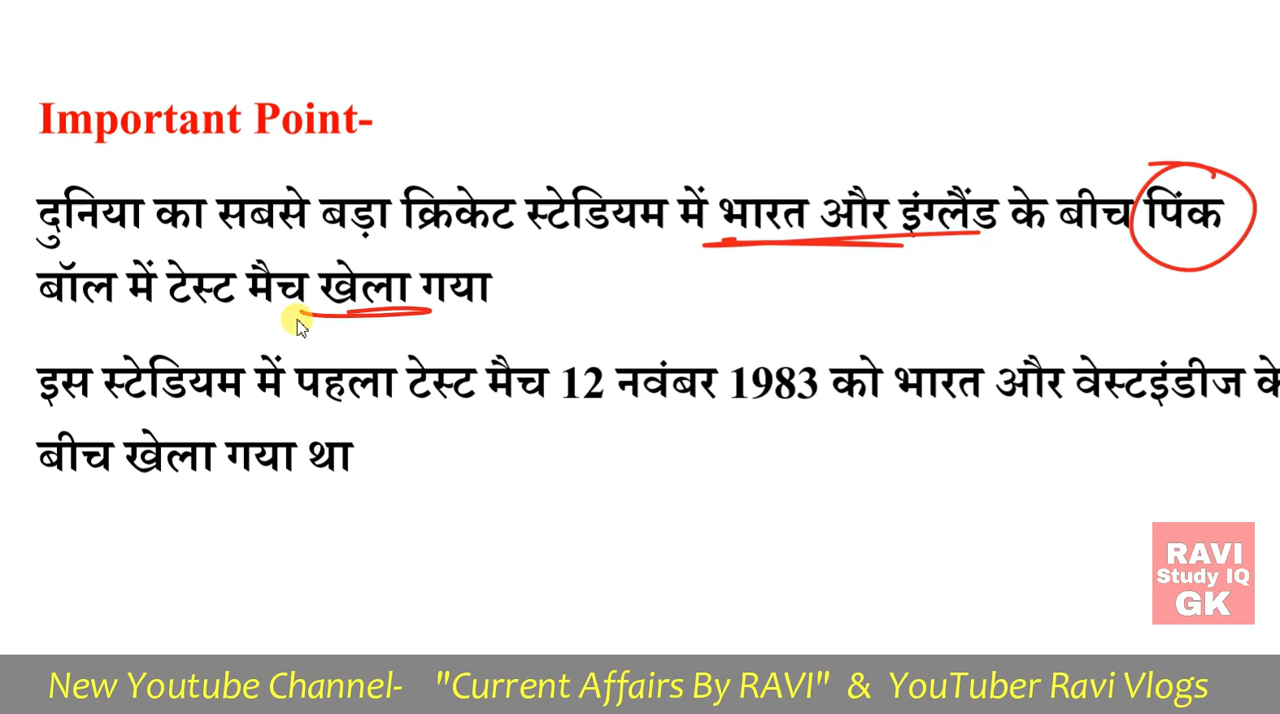 Important Point-
दुनिया का सबसे बड़ा क्रिकेट स्टेडियम में भारत और इंग्लैंड के बीच पिंक
बॉल में टेस्ट मैच खेला गया
इस स्टेडियम में पहला टेस्ट मैच 12 नवंबर 1983 को भारत और वेस्टइंडीज के
बीच खेला गया था
RAVI
Study IQ
GK
New Youtube Channel- "Current Affairs By RAVI" & YouTuber Ravi Vlogs